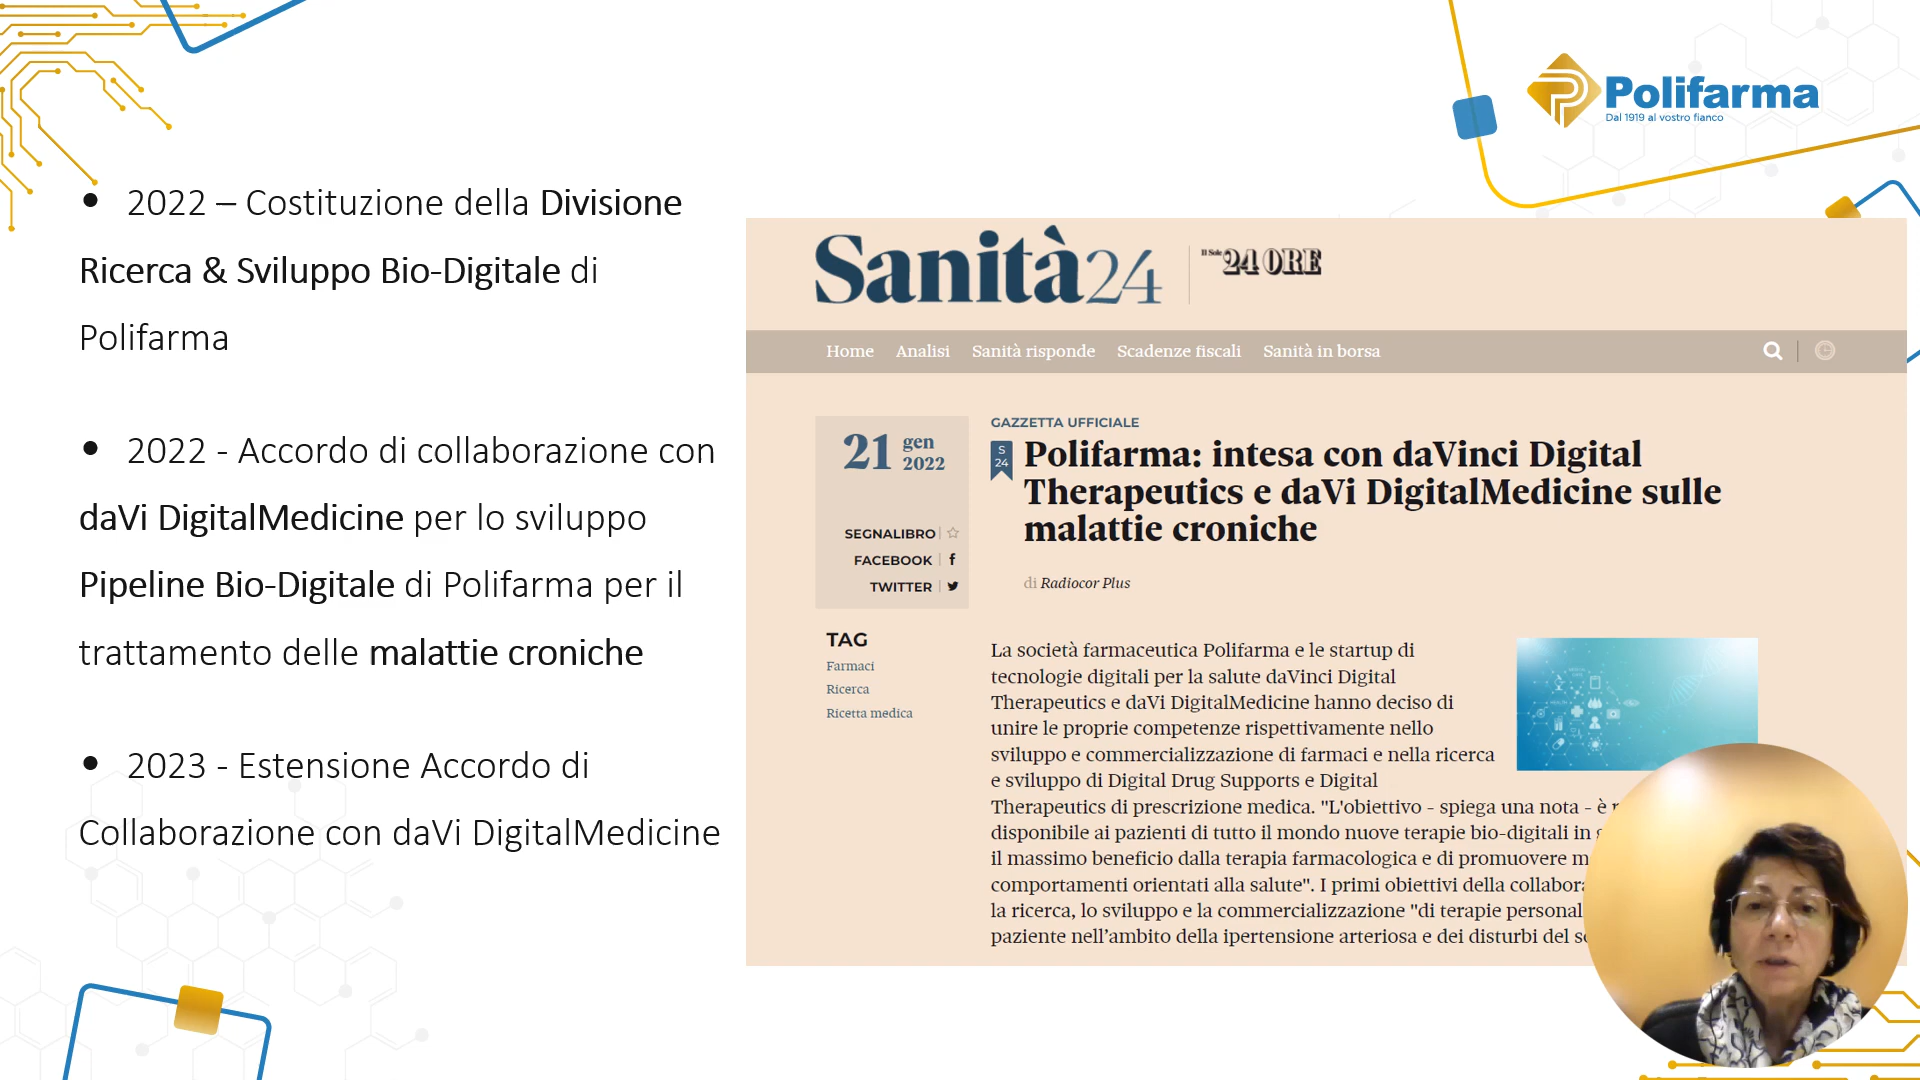 Polifarma
Dal 1919 al vostro fianco
• 2022 – Costituzione della Divisione
Ricerca & Sviluppo Bio-Digitale di
Polifarma
• 2022 - Accordo di collaborazione con
daVi DigitalMedicine per lo sviluppo
Pipeline Bio-Digitale di Polifarma per il
trattamento delle malattie croniche
• 2023 - Estensione Accordo di
Collaborazione con daVi DigitalMedicine
Sanità24
Il Sole 24 ORE
Home Analisi Sanità risponde Scadenze fiscali Sanità in borsa
21 gen 2022
SEGNALIBRO
FACEBOOK
TWITTER
TAG
Farmaci
Ricerca
Ricetta medica
GAZZETTA UFFICIALE
S
24
Polifarma: intesa con daVinci Digital
Therapeutics e daVi DigitalMedicine sulle
malattie croniche
di Radiocor Plus
La società farmaceutica Polifarma e le startup di
tecnologie digitali per la salute daVinci Digital
Therapeutics e daVi DigitalMedicine hanno deciso di
unire le proprie competenze rispettivamente nello
sviluppo e commercializzazione di farmaci e nella ricerca
e sviluppo di Digital Drug Supports e Digital
Therapeutics di prescrizione medica. "L'obiettivo - spiega una nota - è
disponibile ai pazienti di tutto il mondo nuove terapie bio-digitali in
il massimo beneficio dalla terapia farmacologica e di promuovere
comportamenti orientati alla salute". I primi obiettivi della
la ricerca, lo sviluppo e la commercializzazione "di terapie
paziente nell'ambito della ipertensione arteriosa e dei disturbi del